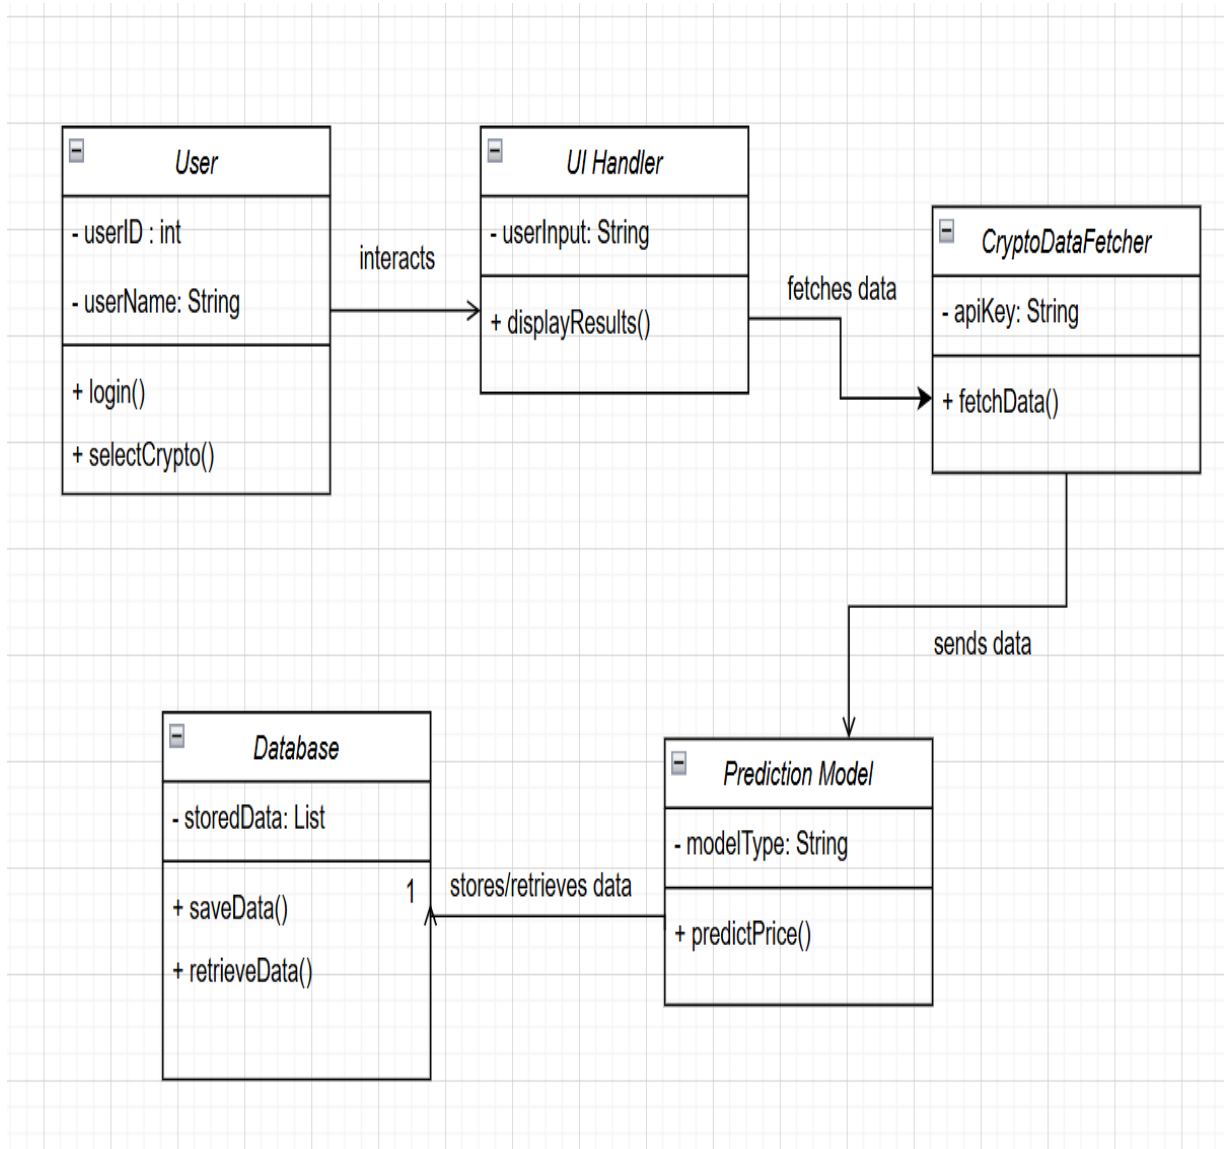 User
- userID : int
- userName: String
+ login()
+ selectCrypto()
interacts
UI Handler
- userInput: String
+ displayResults()
fetches data
CryptoDataFetcher
- apiKey: String
+ fetchData()
sends data
Database
- storedData: List
+ saveData()
+ retrieveData()
1
stores/retrieves data
Prediction Model
- modelType: String
+ predictPrice()